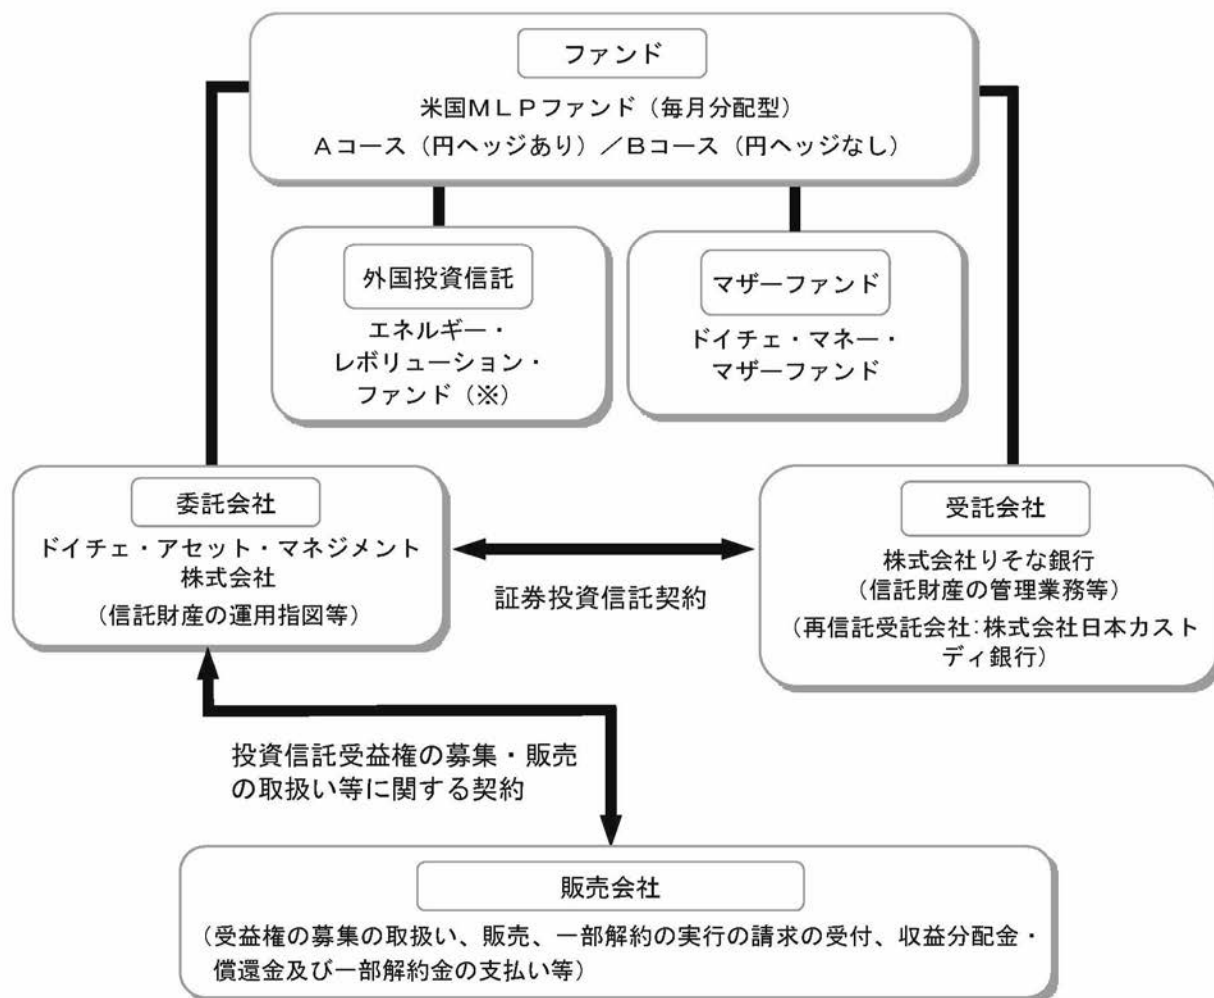 ファンド
米国ＭＬＰファンド（毎月分配型）
Ａコース（円ヘッジあり）／Ｂコース（円ヘッジなし）
外国投資信託
エネルギー・
レボリューション・
ファンド（※）
マザーファンド
ドイチェ・マネー・
マザーファンド
委託会社
ドイチェ・アセット・マネジメント
株式会社
（信託財産の運用指図等）
証券投資信託契約
受託会社
株式会社りそな銀行
（信託財産の管理業務等）
（再信託受託会社：株式会社日本カスト
ディ銀行）
投資信託受益権の募集・販売
の取扱い等に関する契約
販売会社
（受益権の募集の取扱い、販売、一部解約の実行の請求の受付、収益分配金・
償還金及び一部解約金の支払い等）